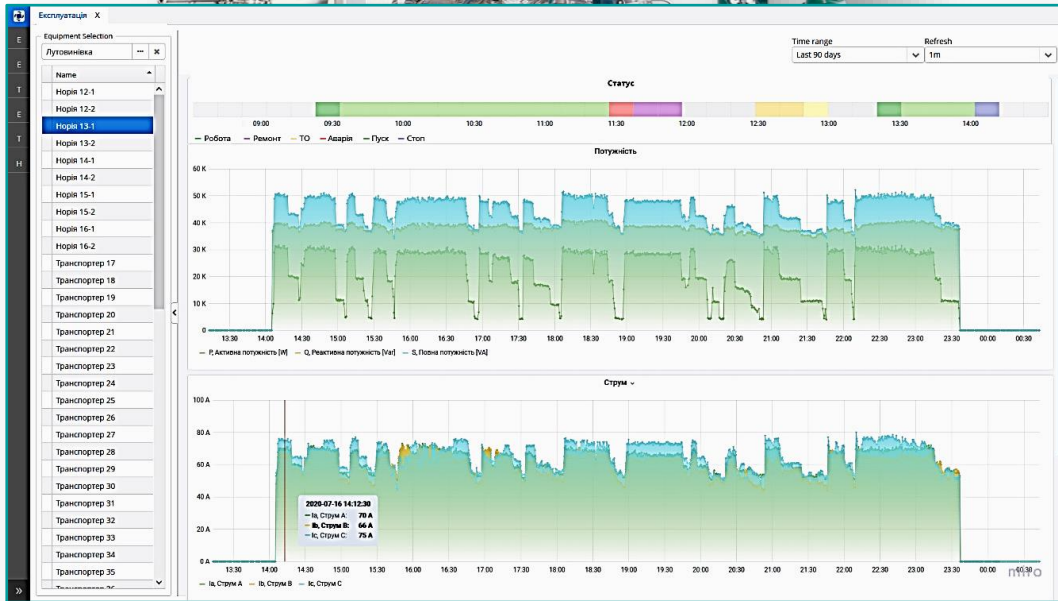 Експлуатація X
Equipment Selection
Лутовинівка
Name
Норія 12-1
Норія 12-2
Норія 13-1
Норія 13-2
Норія 14-1
Норія 14-2
Норія 15-1
Норія 15-2
Норія 16-1
Норія 16-2
Транспортер 17
Транспортер 18
Транспортер 19
Транспортер 20
Транспортер 21
Транспортер 22
Транспортер 23
Транспортер 24
Транспортер 25
Транспортер 26
Транспортер 27
Транспортер 28
Транспортер 29
Транспортер 30
Транспортер 31
Транспортер 32
Транспортер 33
Транспортер 34
Транспортер 35
Е
Е
Т
Е
Т
Н
Time range Refresh
Last 90 days 1m
Статус
09:00 09:30 10:00 10:30 11:00 11:30 12:00 12:30 13:00 13:30 14:00
Робота Ремонт ТО Аварія Пуск Стоп
Потужність
60 K
50 K
40 K
30 K
20 K
10 K
0
13:30 14:00 14:30 15:00 15:30 16:00 16:30 17:00 17:30 18:00 18:30 19:00 19:30 20:00 20:30 21:00 21:30 22:00 22:30 23:00 23:30 00:00 00:30
P, Активна потужність [W] Q, Реактивна потужність [Var] S, Повна потужність [VA]
Струм
100 A
80 A
60 A
40 A
20 A
0 A
2020-07-16 14:12:30
Ia, Струм A: 70 A
Ib, Струм B: 66 A
Ic, Струм C: 75 A
13:30 14:00 14:30 15:00 15:30 16:00 16:30 17:00 17:30 18:00 18:30 19:00 19:30 20:00 20:30 21:00 21:30 22:00 22:30 23:00 23:30 00:00 00:30
Ia, Струм A Ib, Струм B Ic, Струм C
miro